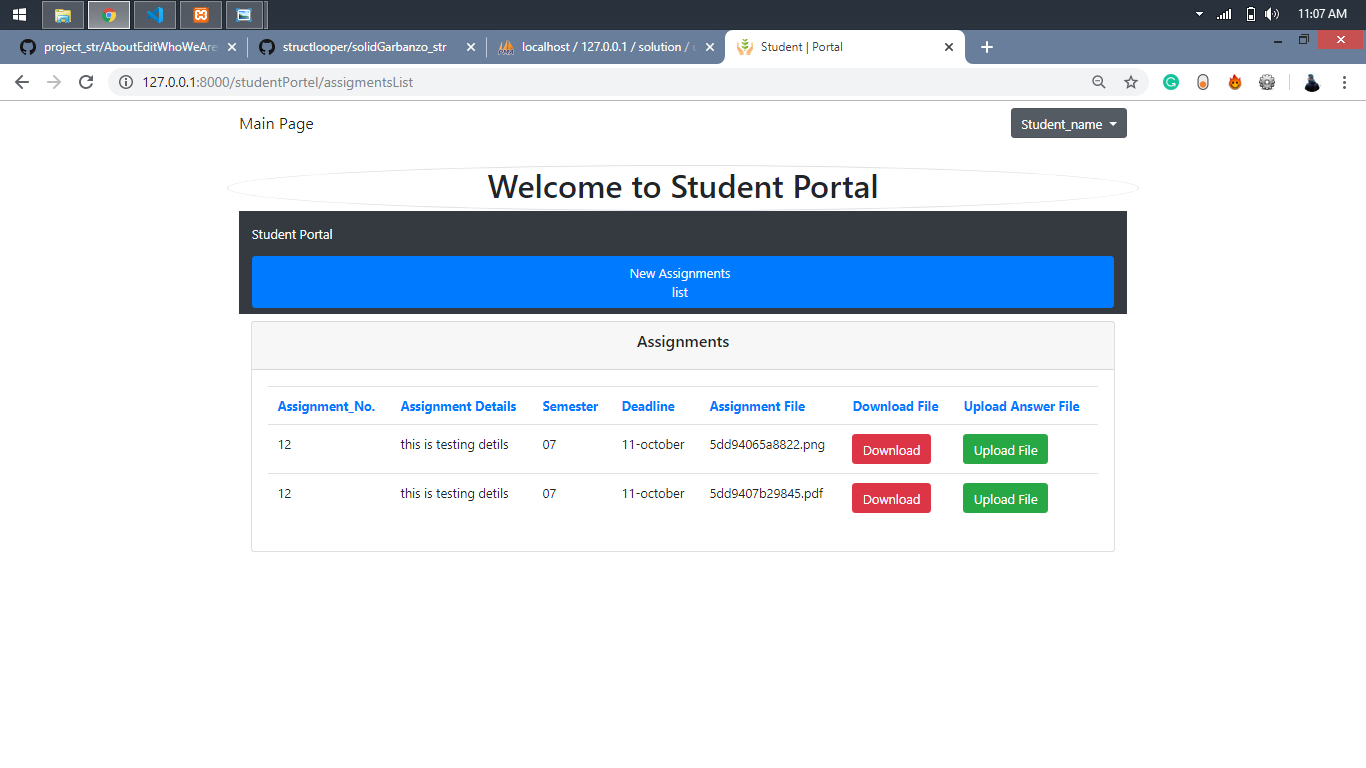 11:07 AM
project_str/AboutEditWhoWeAre
structlooper/solidGarbanzo_str
localhost / 127.0.0.1 / solution /
Student | Portal
127.0.0.1:8000/studentPortel/assigmentsList
Main Page
Student_name
Welcome to Student Portal
Student Portal
New Assignments
list
Assignments
Assignment_No. Assignment Details Semester Deadline Assignment File Download File Upload Answer File
12 this is testing detils 07 11-october 5dd94065a8822.png Download Upload File
12 this is testing detils 07 11-october 5dd9407b29845.pdf Download Upload File